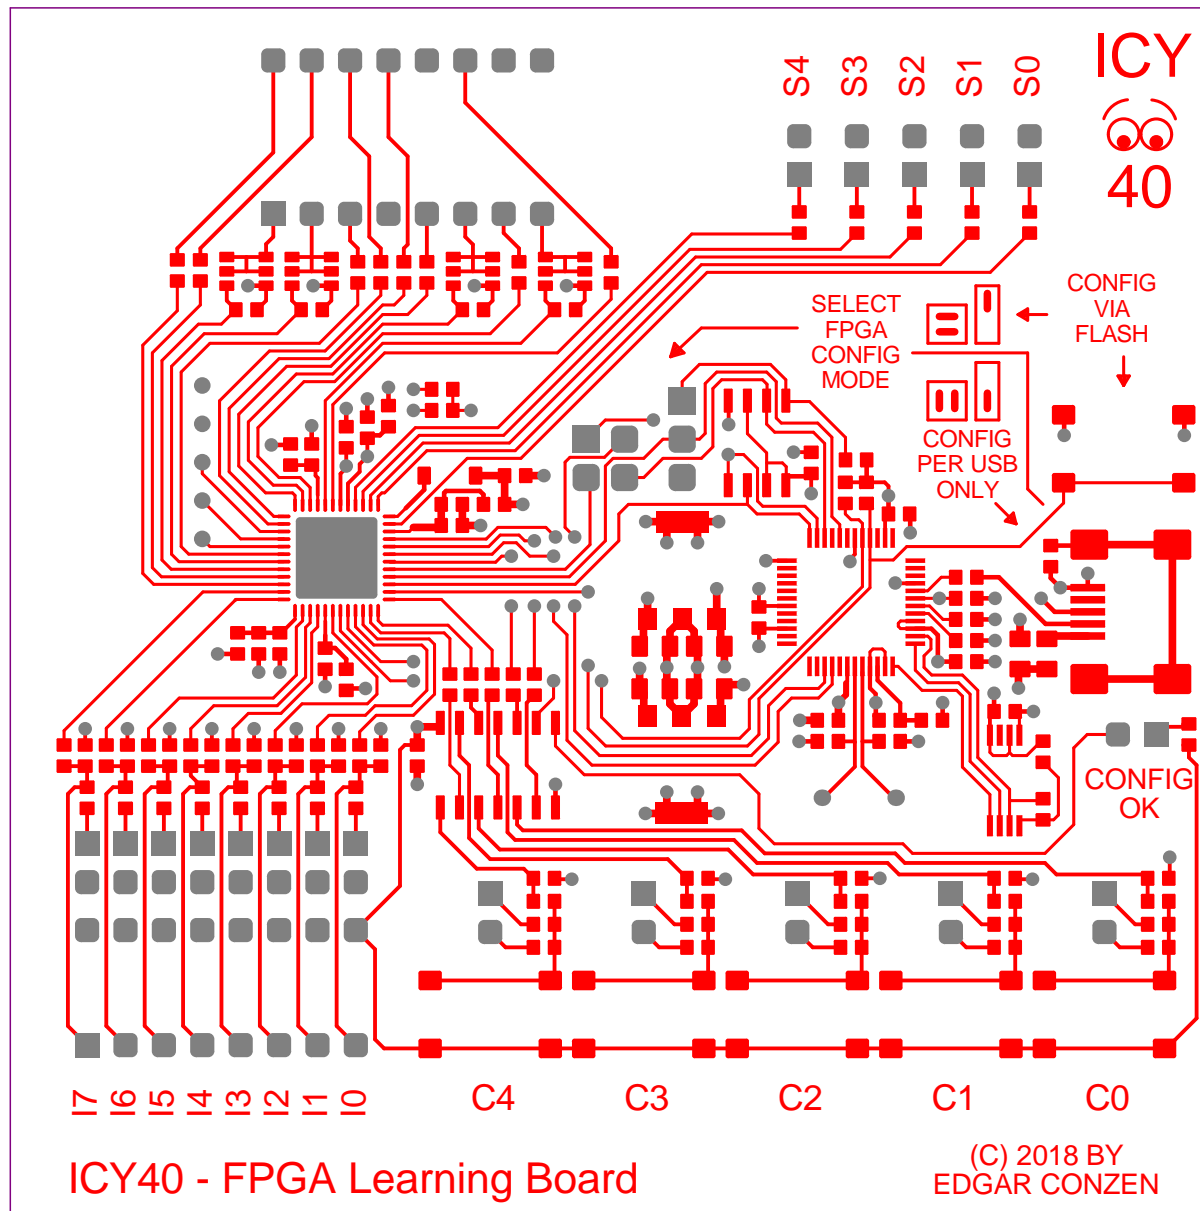 ICY
40
S4
S3
S2
S1
S0
SELECT
FPGA
CONFIG
MODE
CONFIG
VIA
FLASH
CONFIG
PER USB
ONLY
CONFIG
OK
I7
I6
I5
I4
I3
I2
I1
I0
C4
C3
C2
C1
C0
ICY40 - FPGA Learning Board
(C) 2018 BY
EDGAR CONZEN